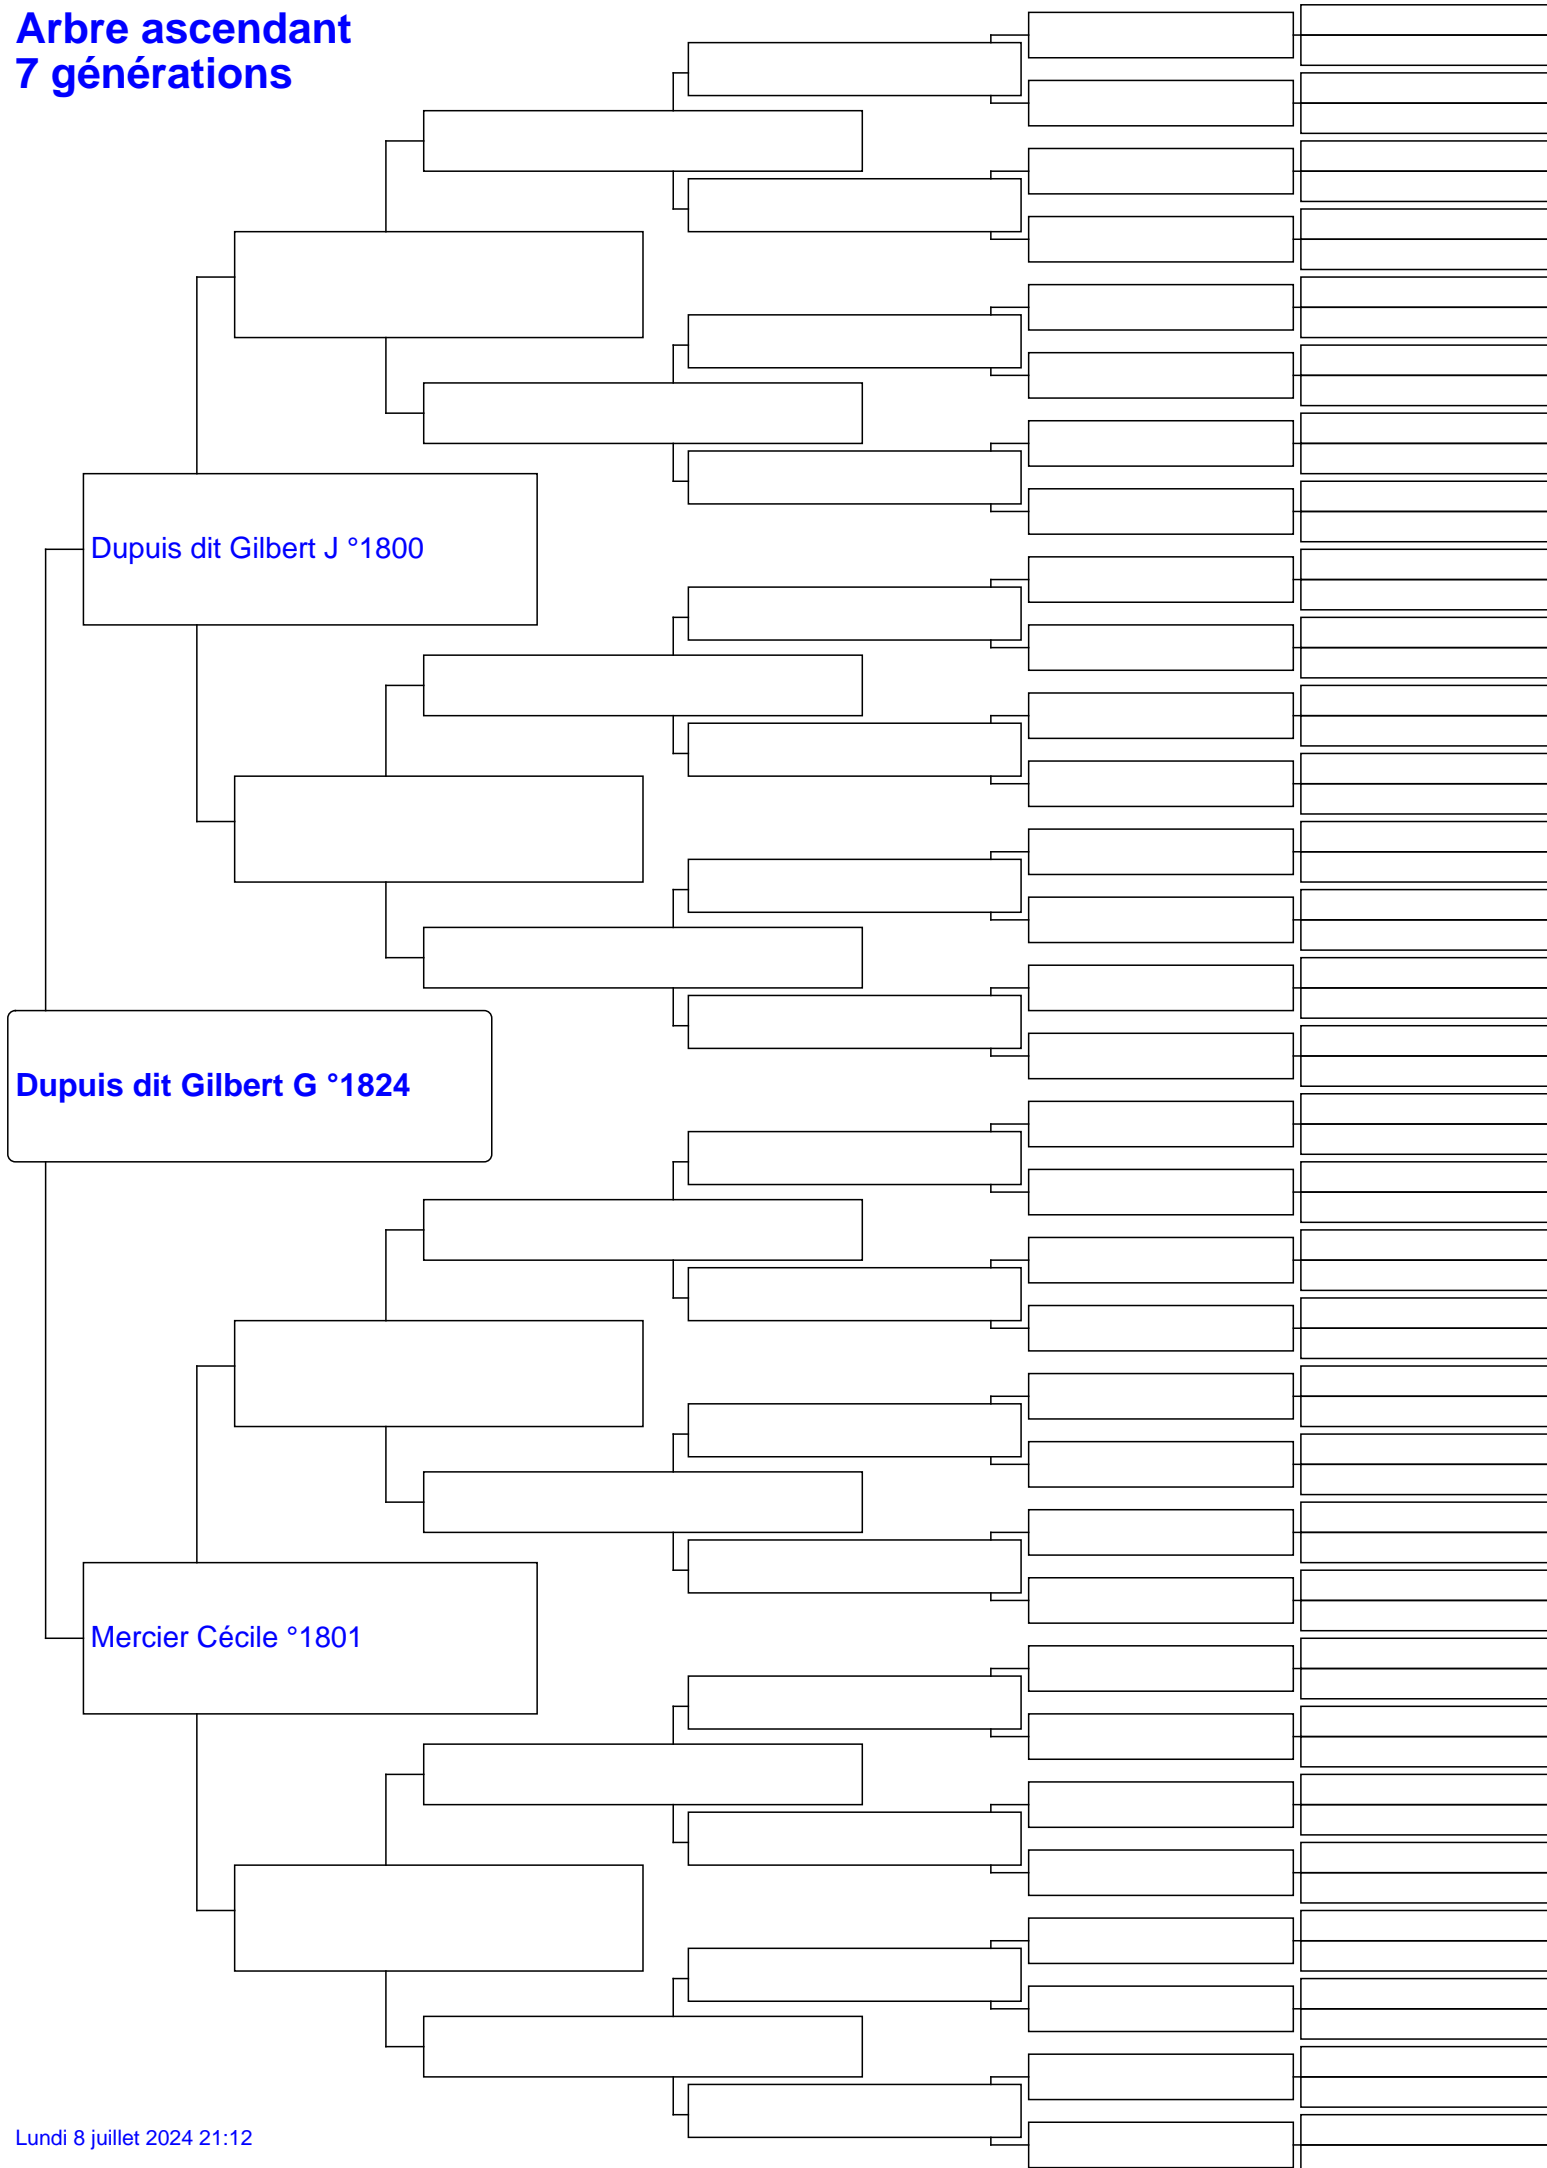 Arbre ascendant
7 générations
Dupuis dit Gilbert J °1800
Dupuis dit Gilbert G °1824
Mercier Cécile °1801
Lundi 8 juillet 2024 21:12